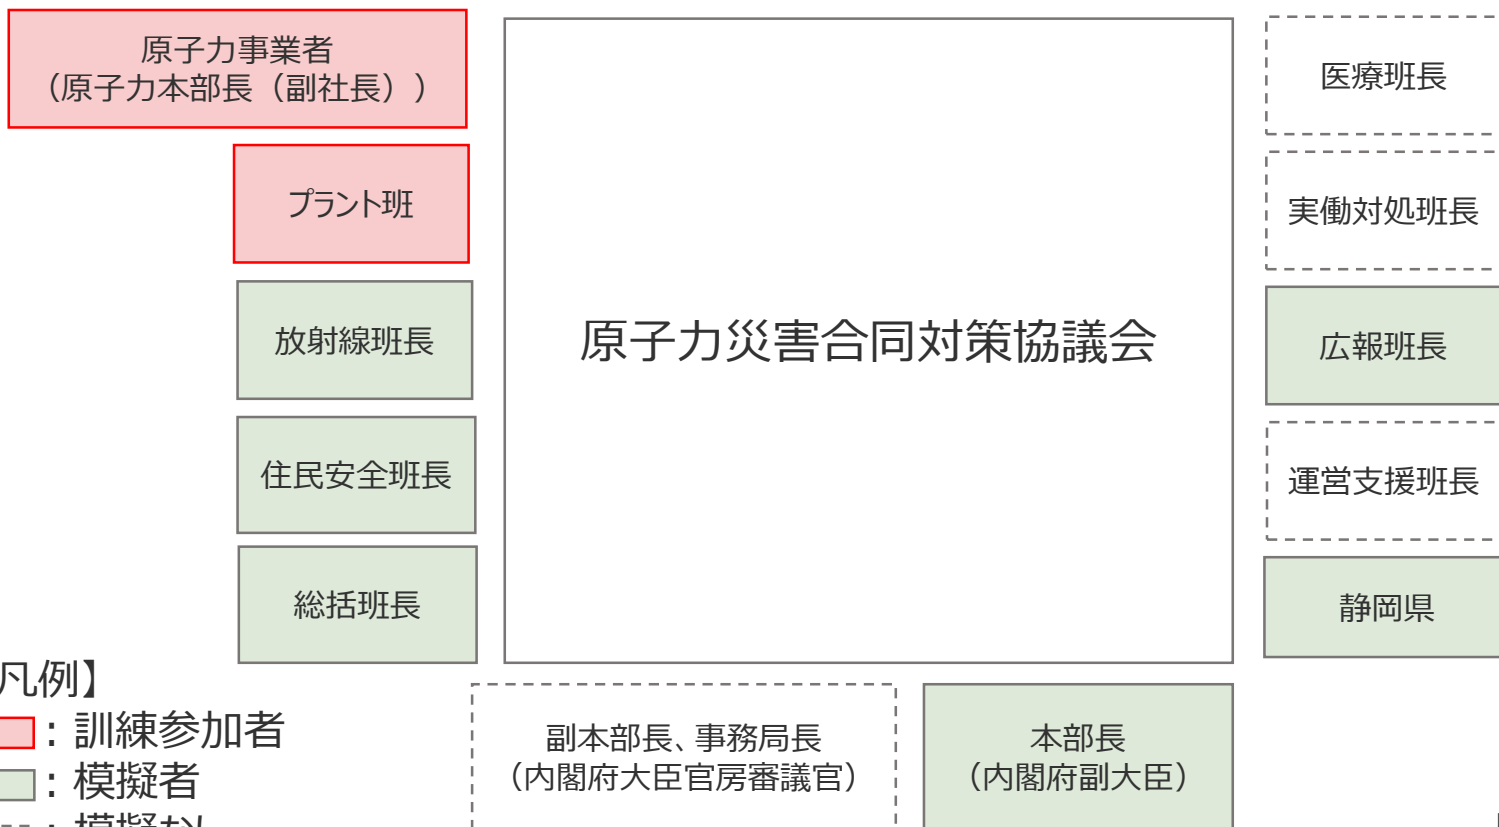 原子力事業者
（原子力本部長（副社長））
プラント班
放射線班長
住民安全班長
総括班長
原子力災害合同対策協議会
医療班長
実働対処班長
広報班長
運営支援班長
静岡県
副本部長、事務局長
（内閣府大臣官房審議官）
本部長
（内閣府副大臣）
凡例】
：訓練参加者
：模擬者
：模擬なし